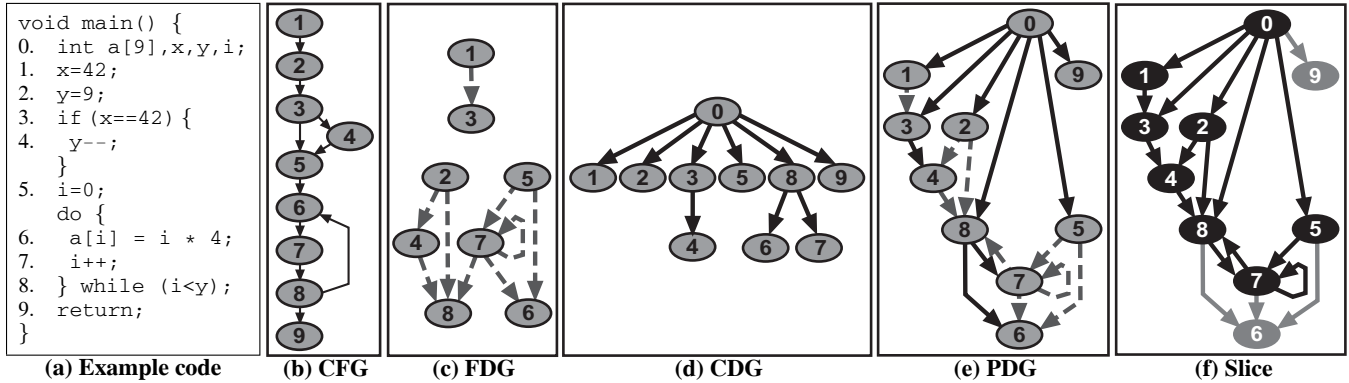 void main() {
0. int a[9],x,y,i;
1. x=42;
2. y=9;
3. if(x==42){
4. y--;
}
5. i=0;
do {
6. a[i] = i * 4;
7. i++;
8. } while (i<y);
9. return;
}
(a) Example code
1
2
3
4
5
6
7
8
9
(b) CFG
1
3
2
5
4
7
8
6
(c) FDG
0
1
2
3
5
8
9
4
6
7
(d) CDG
0
1
9
3
2
4
8
5
7
6
(e) PDG
0
9
1
3
2
4
8
5
7
6
(f) Slice